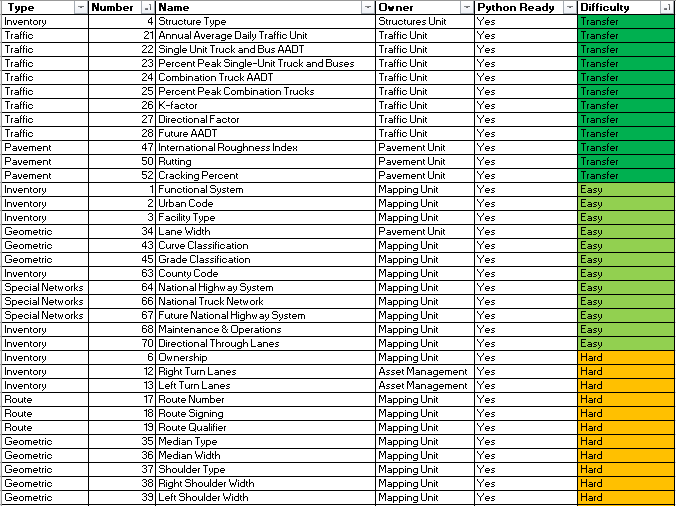 Type Number Name Owner Python Ready Difficulty
Inventory 4 Structure Type Structures Unit Yes Transfer
Traffic 21 Annual Average Daily Traffic Unit Traffic Unit Yes Transfer
Traffic 22 Single Unit Truck and Bus AADT Traffic Unit Yes Transfer
Traffic 23 Percent Peak Single-Unit Truck and Buses Traffic Unit Yes Transfer
Traffic 24 Combination Truck AADT Traffic Unit Yes Transfer
Traffic 25 Percent Peak Combination Trucks Traffic Unit Yes Transfer
Traffic 26 K-factor Traffic Unit Yes Transfer
Traffic 27 Directional Factor Traffic Unit Yes Transfer
Traffic 28 Future AADT Traffic Unit Yes Transfer
Pavement 47 International Roughness Index Pavement Unit Yes Transfer
Pavement 50 Rutting Pavement Unit Yes Transfer
Pavement 52 Cracking Percent Pavement Unit Yes Transfer
Inventory 1 Functional System Mapping Unit Yes Easy
Inventory 2 Urban Code Mapping Unit Yes Easy
Inventory 3 Facility Type Mapping Unit Yes Easy
Geometric 34 Lane Width Pavement Unit Yes Easy
Geometric 43 Curve Classification Mapping Unit Yes Easy
Geometric 45 Grade Classification Mapping Unit Yes Easy
Inventory 63 County Code Mapping Unit Yes Easy
Special Networks 64 National Highway System Mapping Unit Yes Easy
Special Networks 66 National Truck Network Mapping Unit Yes Easy
Special Networks 67 Future National Highway System Mapping Unit Yes Easy
Inventory 68 Maintenance & Operations Mapping Unit Yes Easy
Inventory 70 Directional Through Lanes Mapping Unit Yes Easy
Inventory 6 Ownership Mapping Unit Yes Hard
Inventory 12 Right Turn Lanes Asset Management Yes Hard
Inventory 13 Left Turn Lanes Asset Management Yes Hard
Route 17 Route Number Mapping Unit Yes Hard
Route 18 Route Signing Mapping Unit Yes Hard
Route 19 Route Qualifier Mapping Unit Yes Hard
Geometric 35 Median Type Mapping Unit Yes Hard
Geometric 36 Median Width Mapping Unit Yes Hard
Geometric 37 Shoulder Type Mapping Unit Yes Hard
Geometric 38 Right Shoulder Width Mapping Unit Yes Hard
Geometric 39 Left Shoulder Width Mapping Unit Yes Hard